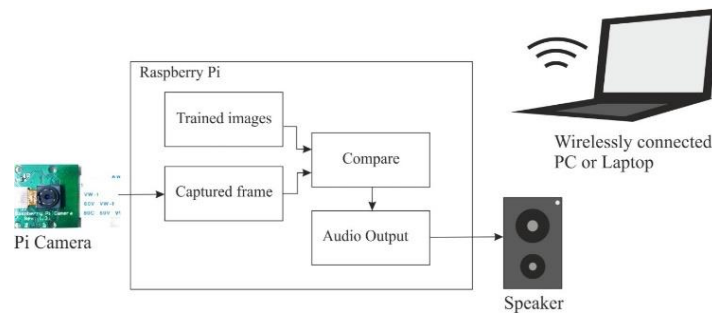 Raspberry Pi
Trained images
Captured frame
Compare
Audio Output
Pi Camera
Speaker
Wirelessly connected
PC or Laptop